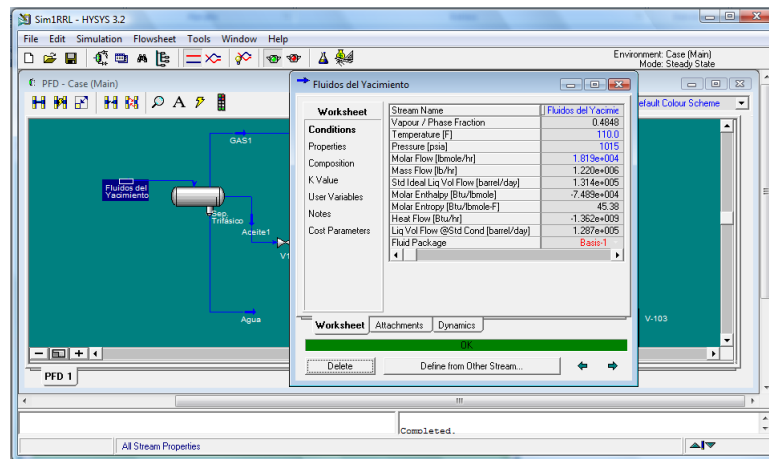 Sim1RRL - HYSYS 3.2
File Edit Simulation Flowsheet Tools Window Help
Environment: Case (Main)
Mode: Steady State
PFD - Case (Main)
efault Colour Scheme
A
GAS1
Fluidos del
Yacimiento
Sep.
Trifásico
Aceite1
V1
Agua
V-103
PFD 1
Fluidos del Yacimiento
Worksheet
Conditions
Properties
Composition
K Value
User Variables
Notes
Cost Parameters
Stream Name Fluidos del Yacimie
Vapour / Phase Fraction 0.4848
Temperature [F] 110.0
Pressure [psia] 1015
Molar Flow [lbmole/hr] 1.819e+004
Mass Flow [lb/hr] 1.220e+006
Std Ideal Liq Vol Flow [barrel/day] 1.314e+005
Molar Enthalpy [Btu/lbmole] -7.489e+004
Molar Entropy [Btu/lbmole-F] 45.38
Heat Flow [Btu/hr] -1.362e+009
Liq Vol Flow @Std Cond [barrel/day] 1.287e+005
Fluid Package Basis-1
Worksheet Attachments Dynamics
OK
Delete Define from Other Stream...
Completed.
All Stream Properties